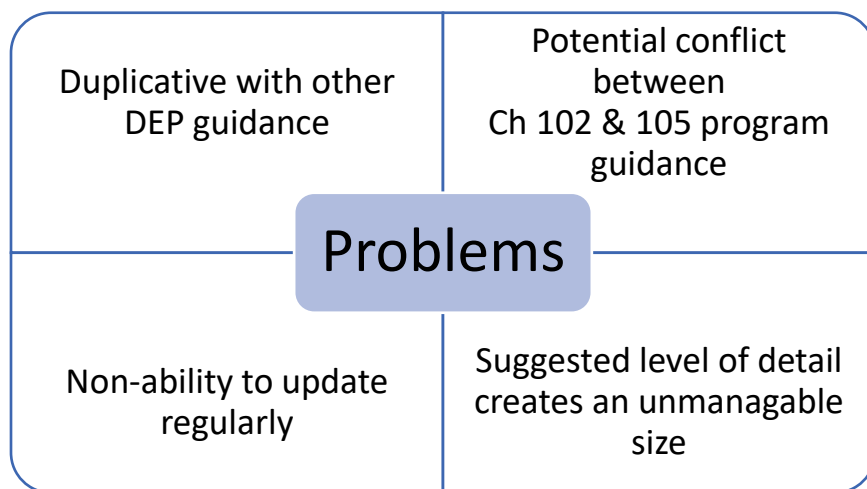 Duplicative with other
DEP guidance
Potential conflict
between
Ch 102 & 105 program
guidance
Problems
Non-ability to update
regularly
Suggested level of detail
creates an unmanagable
size